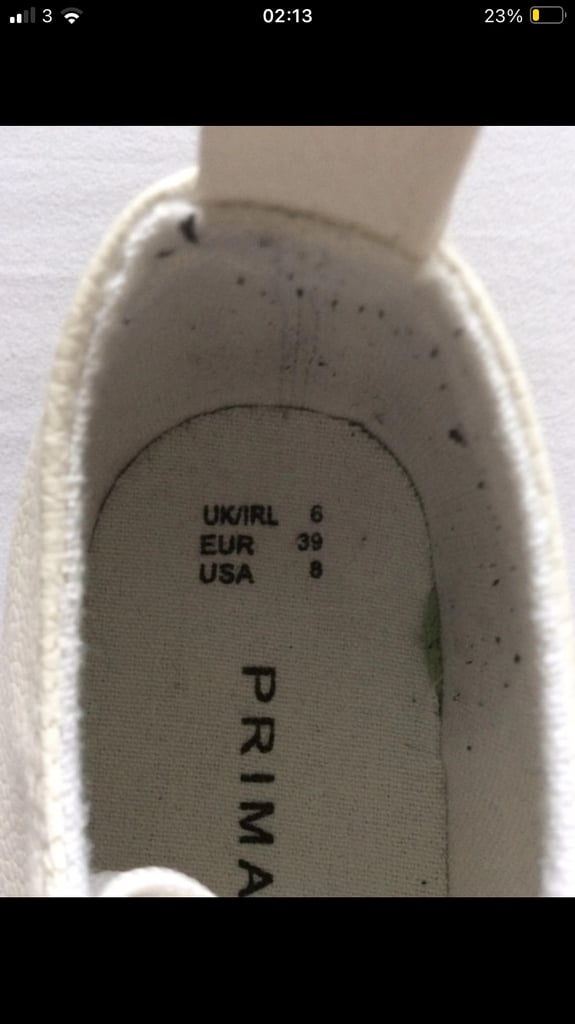 3 02:13 23%
UK/IRL 6
EUR 39
USA 8
PRIMA